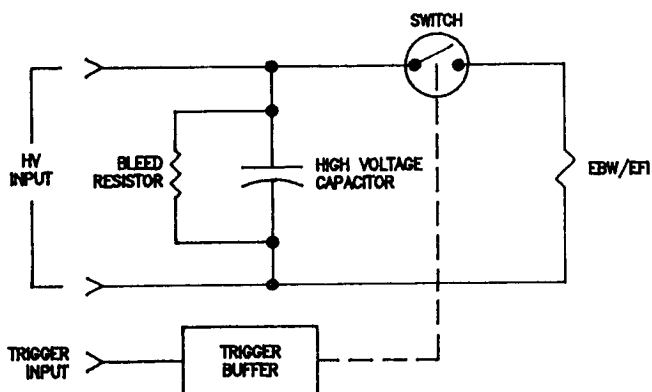 SWITCH
HV
INPUT
BLEED
RESISTOR
HIGH VOLTAGE
CAPACITOR
EBW/EFI
TRIGGER
INPUT
TRIGGER
BUFFER